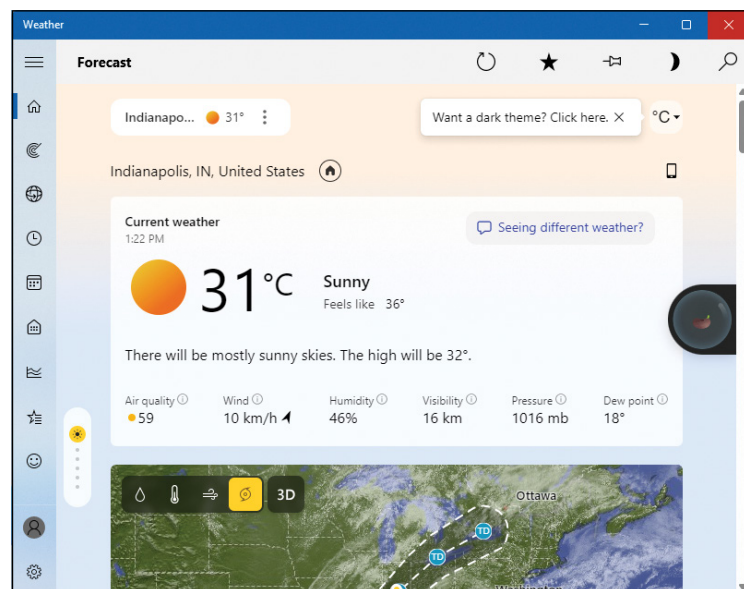 Weather
Forecast
Indianapo... 31°
Want a dark theme? Click here.
°C
Indianapolis, IN, United States
Current weather
1:22 PM
Seeing different weather?
31°C
Sunny
Feels like 36°
There will be mostly sunny skies. The high will be 32°.
Air quality Wind Humidity Visibility Pressure Dew point
59 10 km/h 46% 16 km 1016 mb 18°
3D
Ottawa
TD
TD
Washington